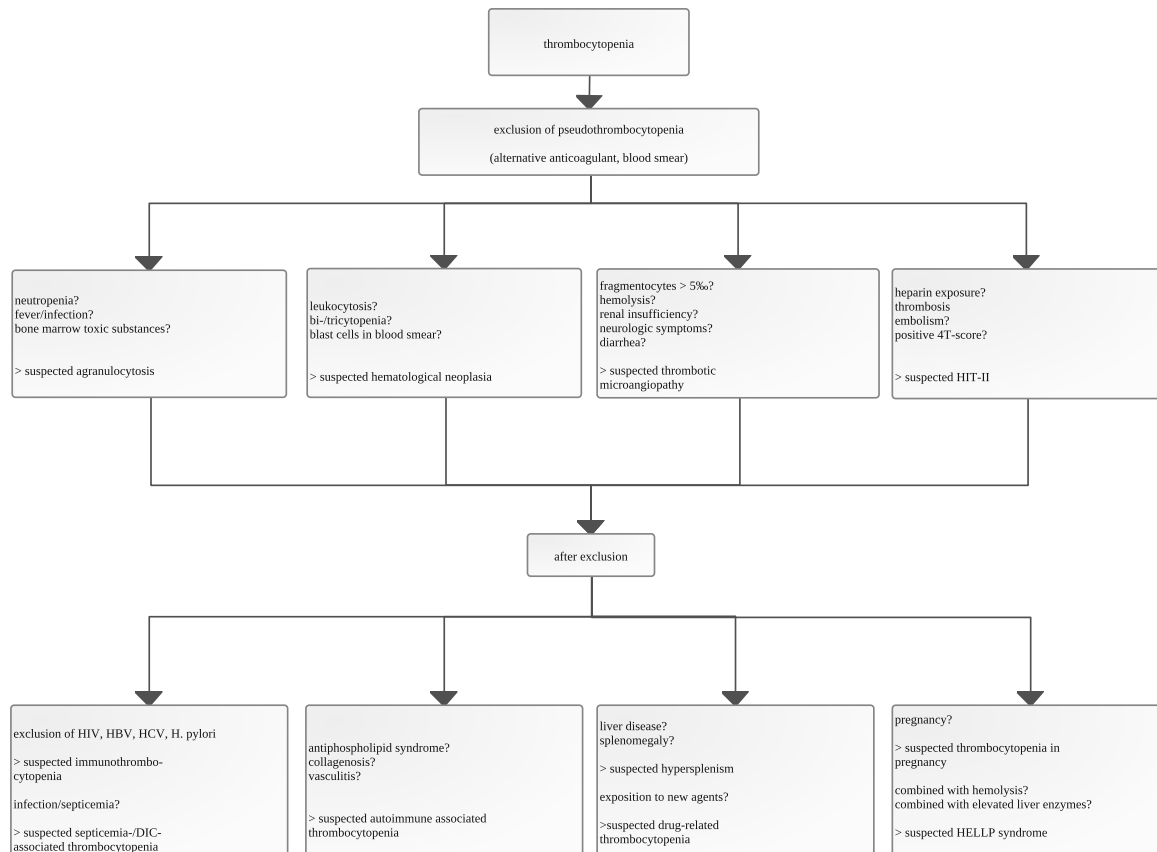 thrombocytopenia
exclusion of pseudothrombocytopenia
(alternative anticoagulant, blood smear)
neutropenia?
fever/infection?
bone marrow toxic substances?
> suspected agranulocytosis
leukocytosis?
bi-/tricytopenia?
blast cells in blood smear?
> suspected hematological neoplasia
fragmentocytes > 5‰?
hemolysis?
renal insufficiency?
neurologic symptoms?
diarrhea?
> suspected thrombotic
microangiopathy
heparin exposure?
thrombosis
embolism?
positive 4T-score?
> suspected HIT-II
after exclusion
exclusion of HIV, HBV, HCV, H. pylori
> suspected immunothrombo-
cytopenia
infection/septicemia?
> suspected septicemia-/DIC-
associated thrombocytopenia
antiphospholipid syndrome?
collagenosis?
vasculitis?
> suspected autoimmune associated
thrombocytopenia
liver disease?
splenomegaly?
> suspected hypersplenism
exposition to new agents?
>suspected drug-related
thrombocytopenia
pregnancy?
> suspected thrombocytopenia in
pregnancy
combined with hemolysis?
combined with elevated liver enzymes?
> suspected HELLP syndrome